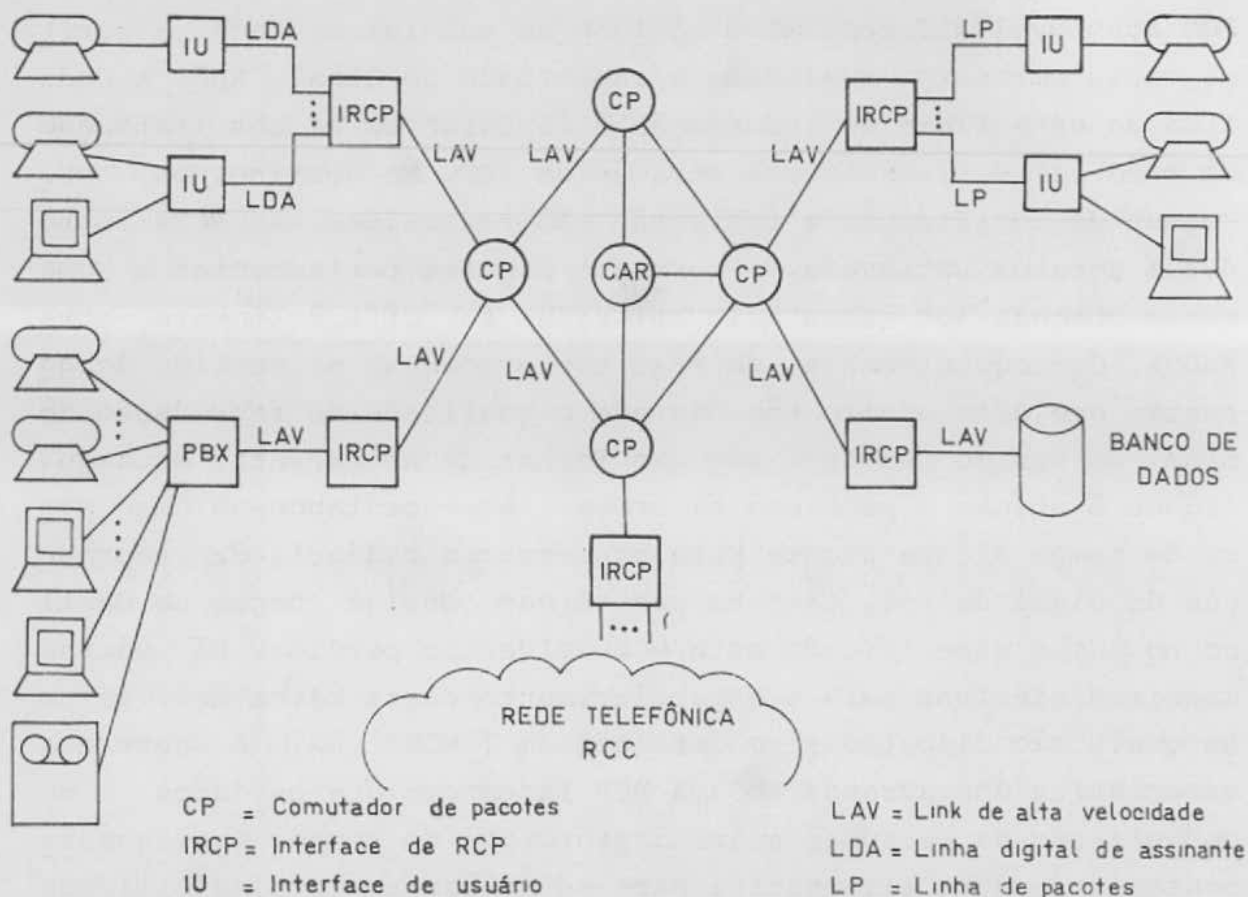 IU
LDA
IRCP
IU
LDA
LAV
LAV
CP
LAV
IRCP
LP
IU
LP
IU
CP
CAR
CP
LAV
LAV
LAV
PBX
LAV
IRCP
CP
IRCP
LAV
BANCO DE
DADOS
IRCP
REDE TELEFÔNICA
RCC
CP = Comutador de pacotes
IRCP = Interface de RCP
IU = Interface de usuário
LAV = Link de alta velocidade
LDA = Linha digital de assinante
LP = Linha de pacotes